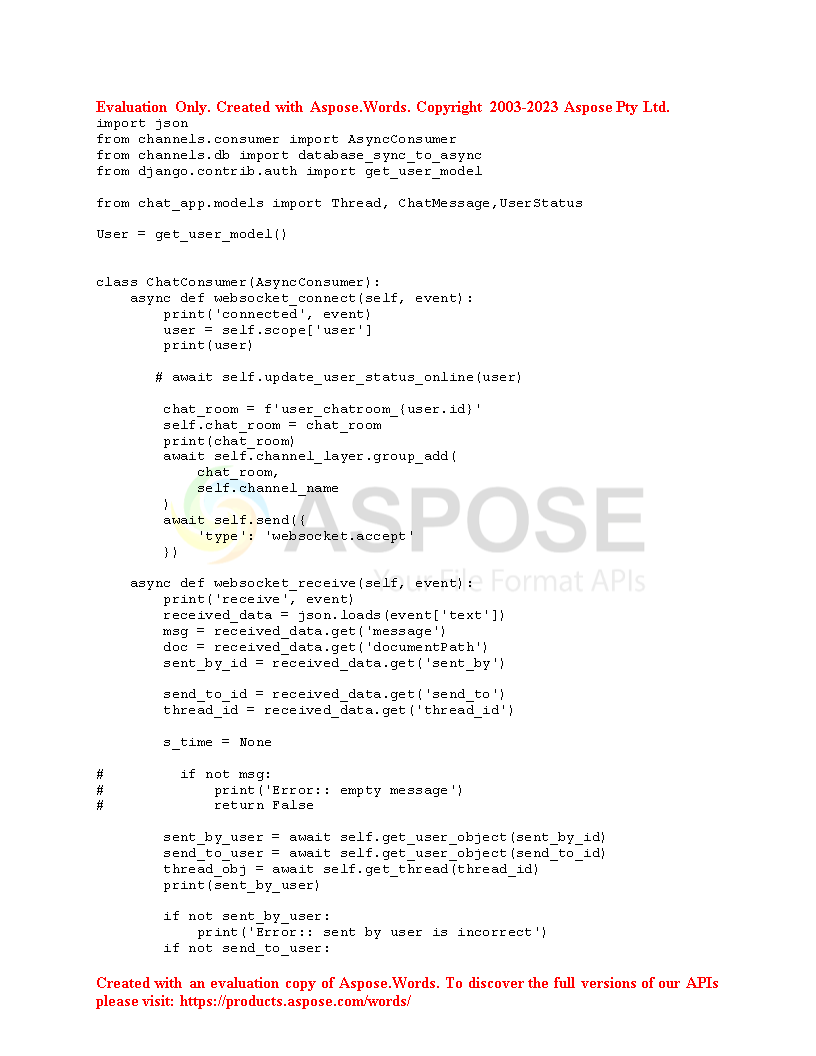 Evaluation Only. Created with Aspose.Words. Copyright 2003-2023 Aspose Pty Ltd.
import json
from channels.consumer import AsyncConsumer
from channels.db import database_sync_to_async
from django.contrib.auth import get_user_model

from chat_app.models import Thread, ChatMessage,UserStatus

User = get_user_model()


class ChatConsumer(AsyncConsumer):
    async def websocket_connect(self, event):
        print('connected', event)
        user = self.scope['user']
        print(user)

       # await self.update_user_status_online(user)

        chat_room = f'user_chatroom_{user.id}'
        self.chat_room = chat_room
        print(chat_room)
        await self.channel_layer.group_add(
            chat_room,
            self.channel_name
        )
        await self.send({
            'type': 'websocket.accept'
        })

    async def websocket_receive(self, event):
        print('receive', event)
        received_data = json.loads(event['text'])
        msg = received_data.get('message')
        doc = received_data.get('documentPath')
        sent_by_id = received_data.get('sent_by')

        send_to_id = received_data.get('send_to')
        thread_id = received_data.get('thread_id')

        s_time = None

#         if not msg:
#             print('Error:: empty message')
#             return False

        sent_by_user = await self.get_user_object(sent_by_id)
        send_to_user = await self.get_user_object(send_to_id)
        thread_obj = await self.get_thread(thread_id)
        print(sent_by_user)

        if not sent_by_user:
            print('Error:: sent by user is incorrect')
        if not send_to_user:
ASPOSE
Your File Format APIs
Created with an evaluation copy of Aspose.Words. To discover the full versions of our APIs
please visit: https://products.aspose.com/words/